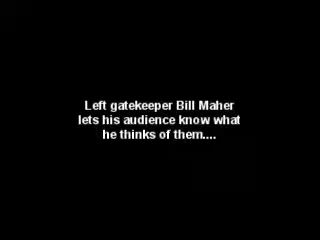 Left gatekeeper Bill Maher
lets his audience know what
he thinks of them....